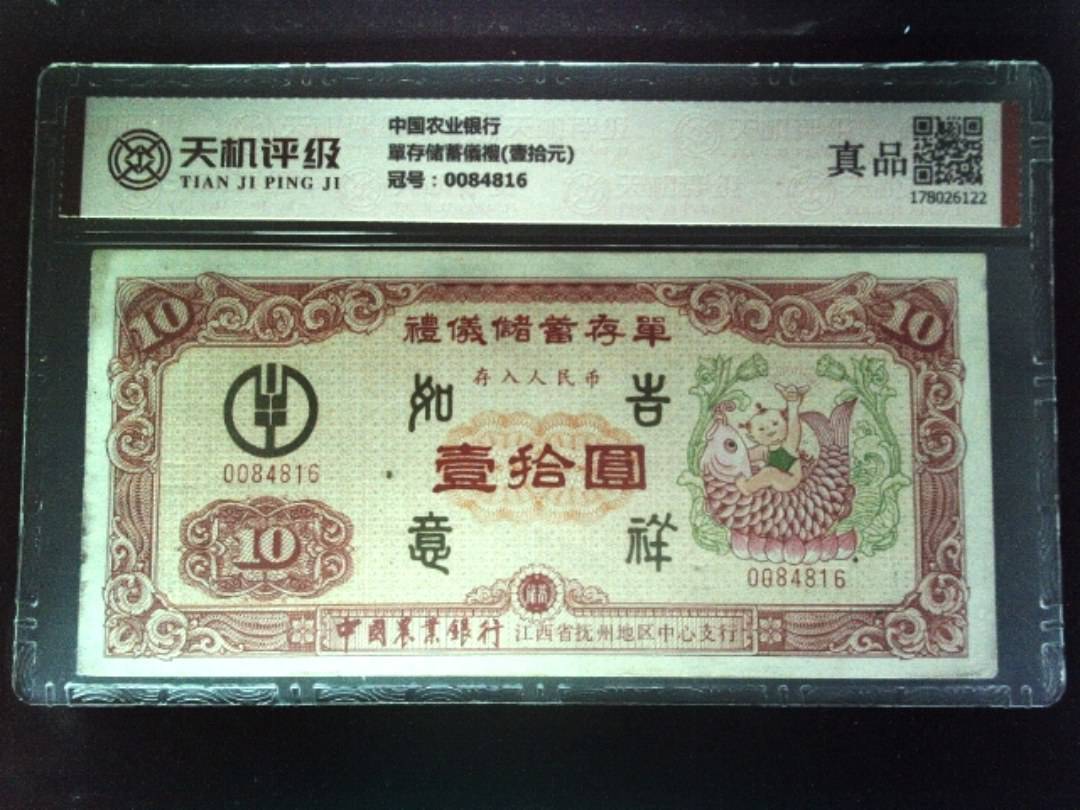 天机评级
TIAN JI PING JI
中国农业银行
單存储蓄儀禮(壹拾元)
冠号：0084816
真品
178026122
10
10
禮儀儲蓄存單
存入人民币
如
吉
0084816
壹拾圓
10
意
祥
0084816
中國農業銀行 江西省抚州地区中心支行